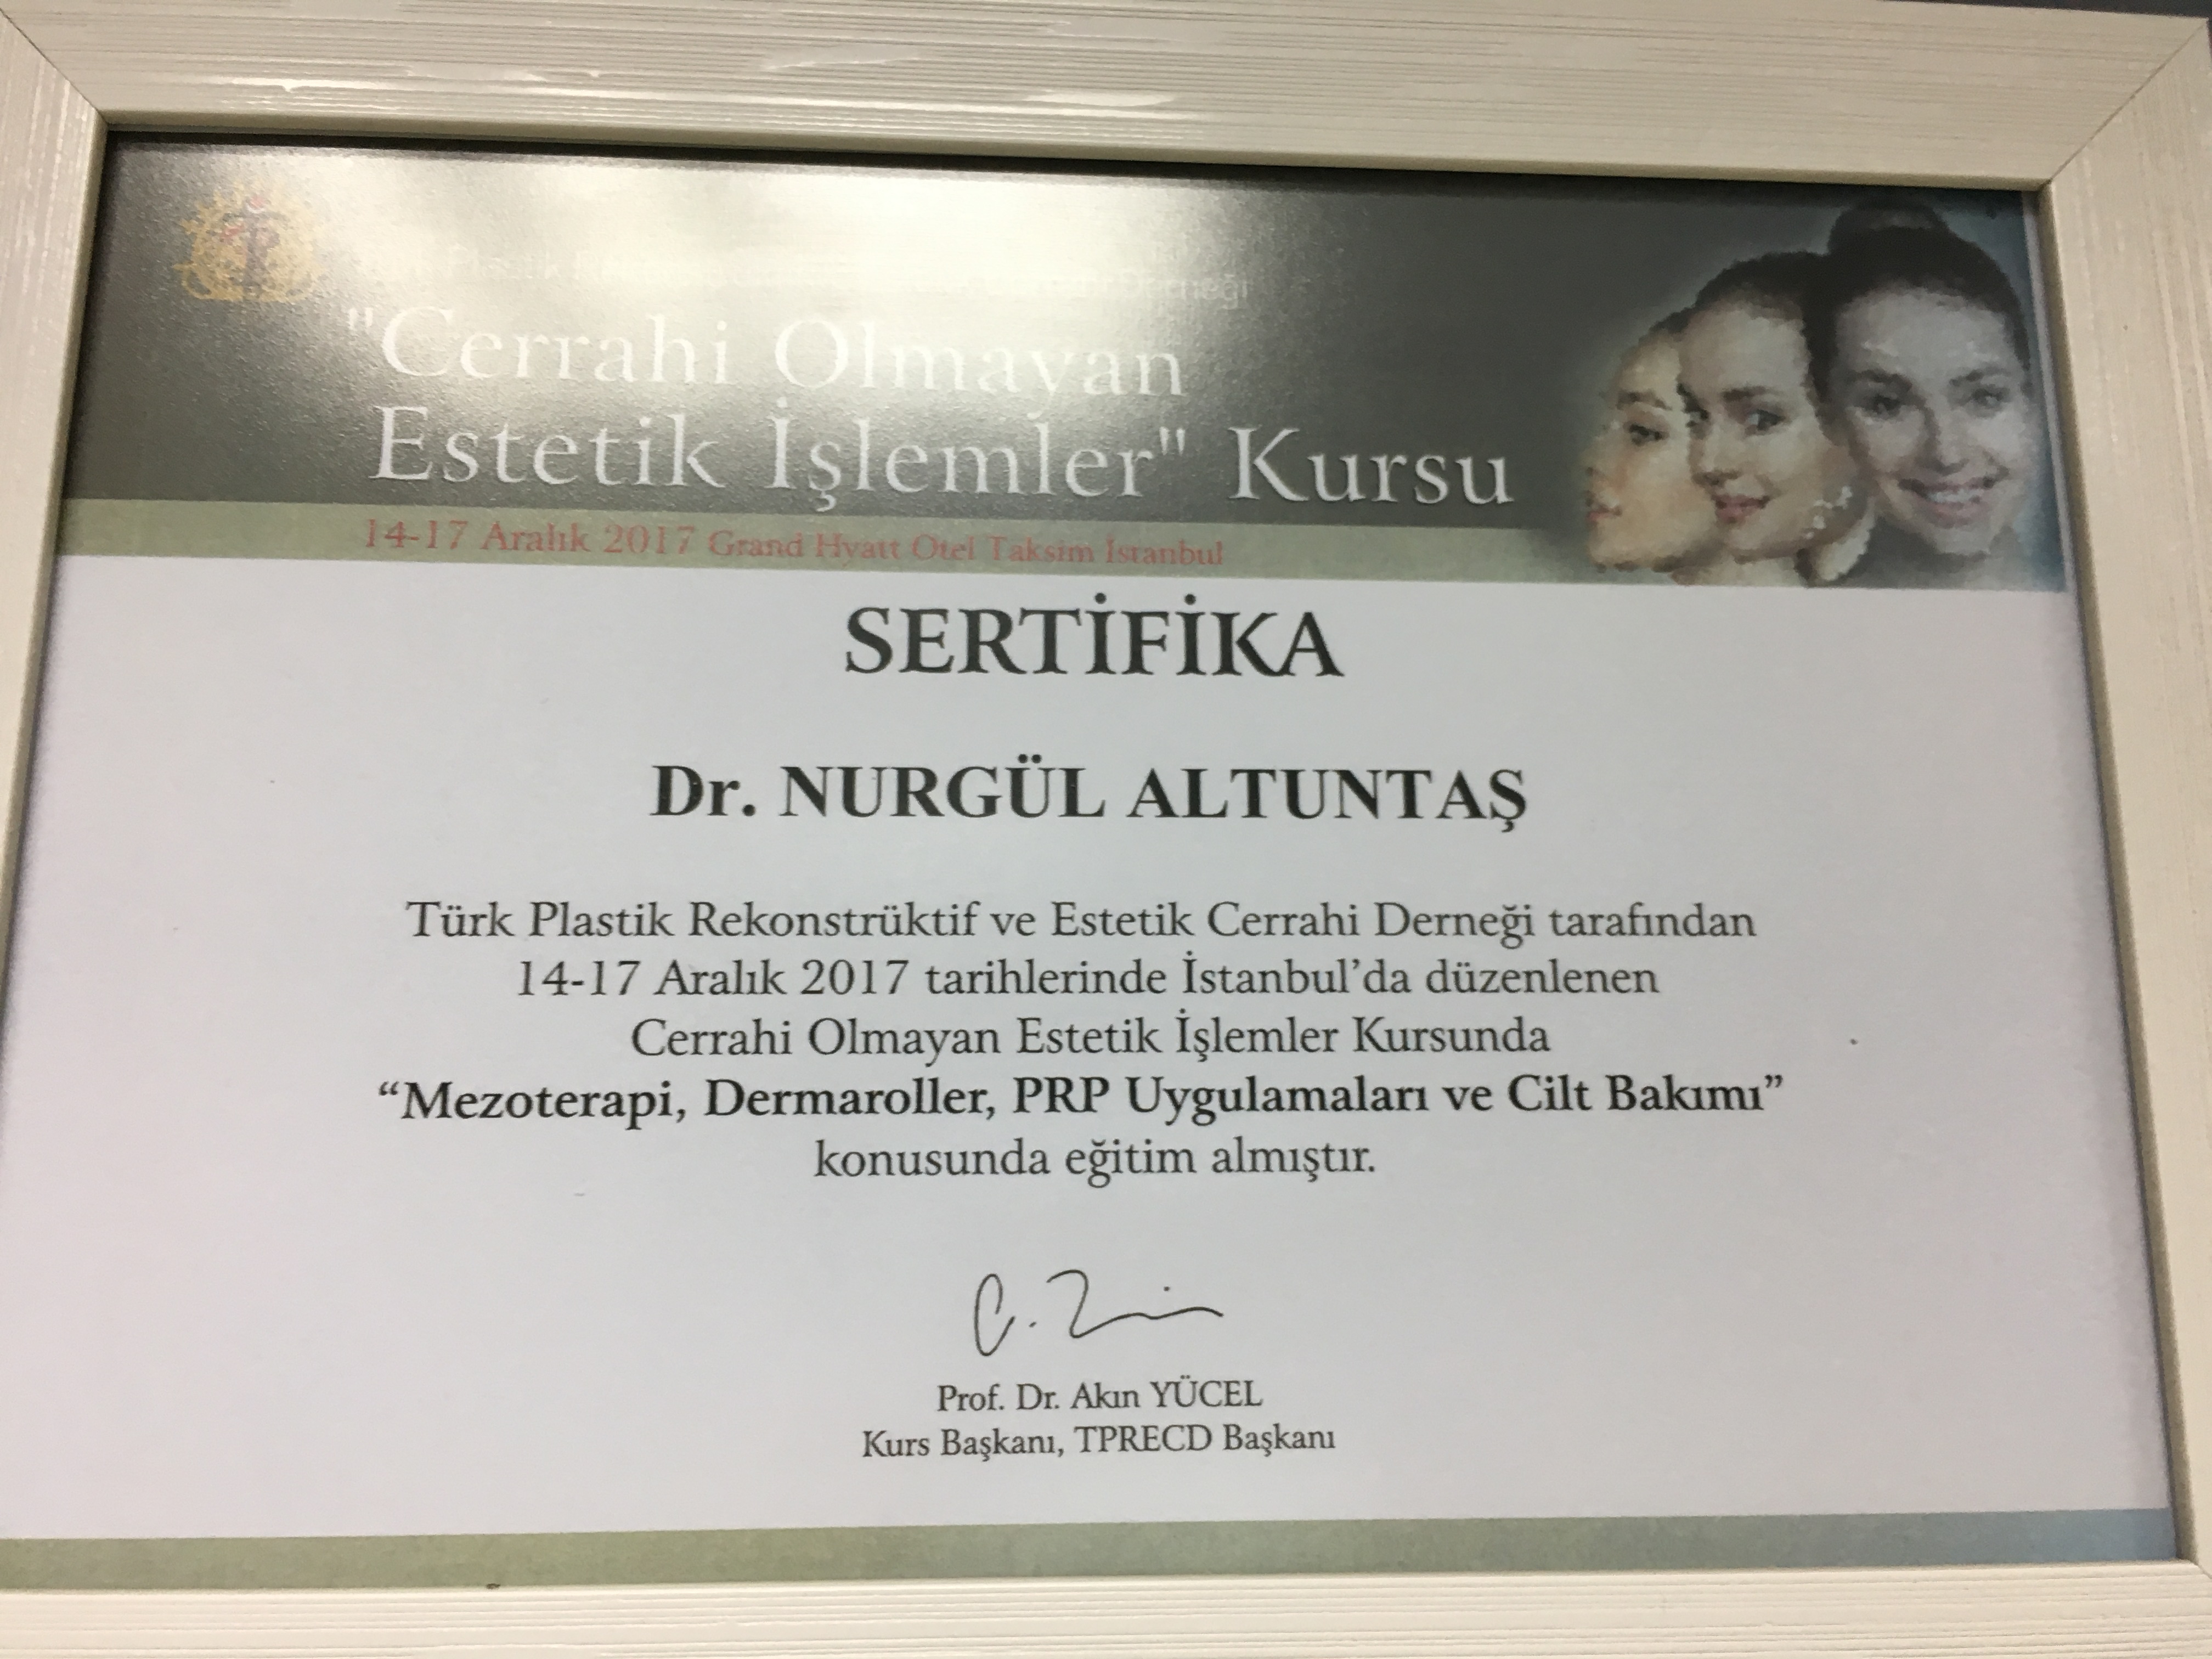 Derneği
"Cerrahi Olmayan
Estetik İşlemler" Kursu
14-17 Aralık 2017 Grand Hyatt Otel Taksim İstanbul
SERTİFİKA
Dr. NURGÜL ALTUNTAŞ
Türk Plastik Rekonstrüktif ve Estetik Cerrahi Derneği tarafından
14-17 Aralık 2017 tarihlerinde İstanbul'da düzenlenen
Cerrahi Olmayan Estetik İşlemler Kursunda
“Mezoterapi, Dermaroller, PRP Uygulamaları ve Cilt Bakımı”
konusunda eğitim almıştır.
Prof. Dr. Akın YÜCEL
Kurs Başkanı, TPRECD Başkanı